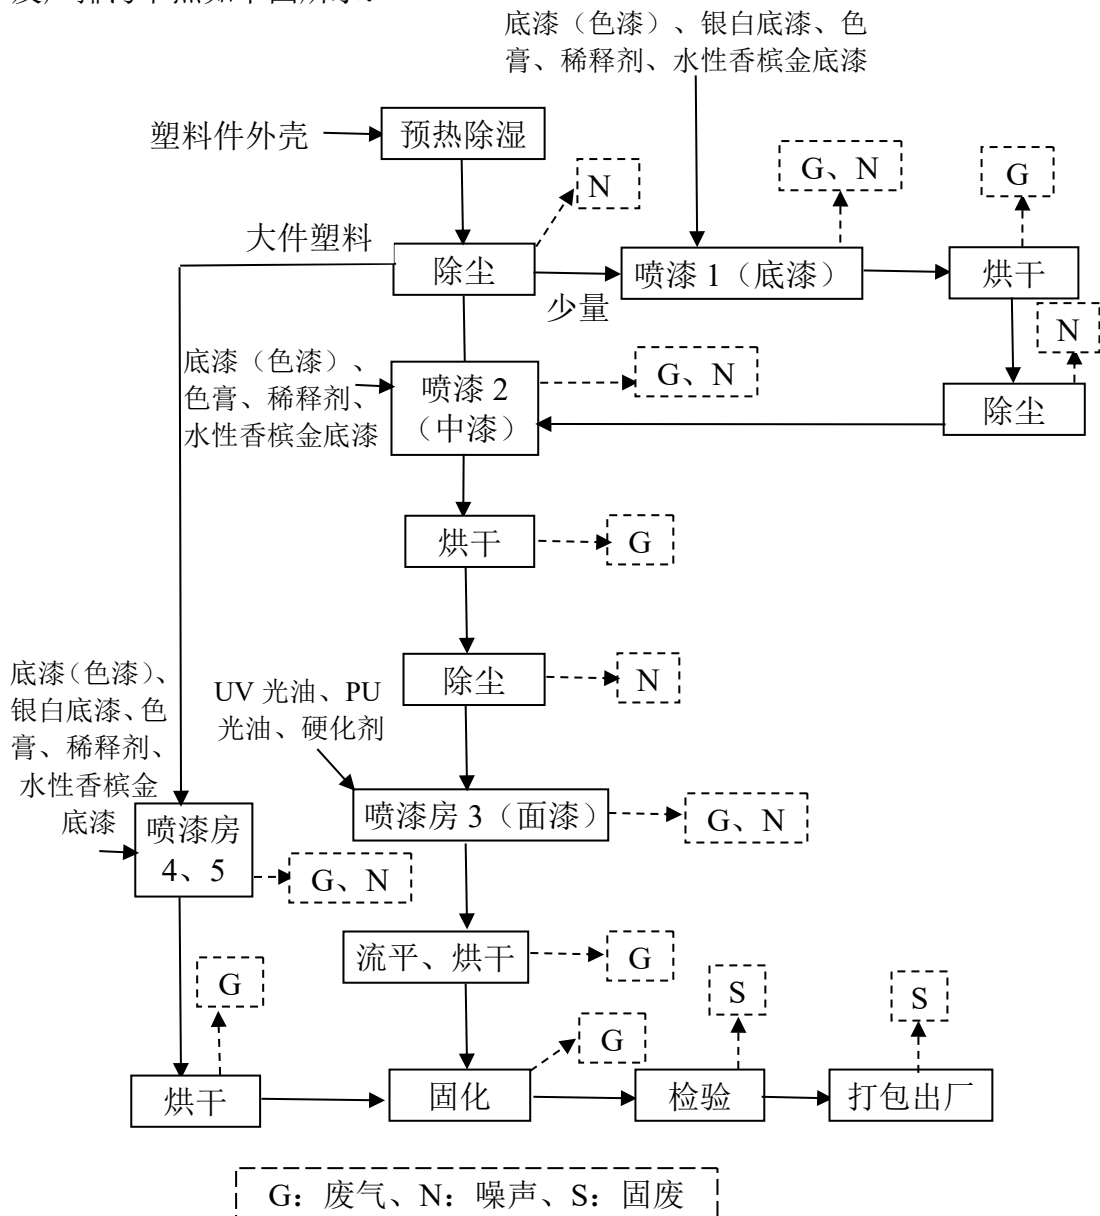 底漆（色漆）、银白底漆、色
膏、稀释剂、水性香槟金底漆
塑料件外壳
预热除湿
N
G、N
G
大件塑料
除尘
少量
喷漆 1（底漆）
烘干
N
底漆（色漆）、
色膏、稀释剂、
水性香槟金底漆
喷漆 2
（中漆）
G、N
除尘
烘干
G
除尘
N
底漆（色漆）、
银白底漆、色
膏、稀释剂、
水性香槟金
底漆
UV 光油、PU
光油、硬化剂
喷漆房
4、5
喷漆房 3（面漆）
G、N
G、N
流平、烘干
G
G
S
S
G
烘干
固化
检验
打包出厂
G：废气、N：噪声、S：固废